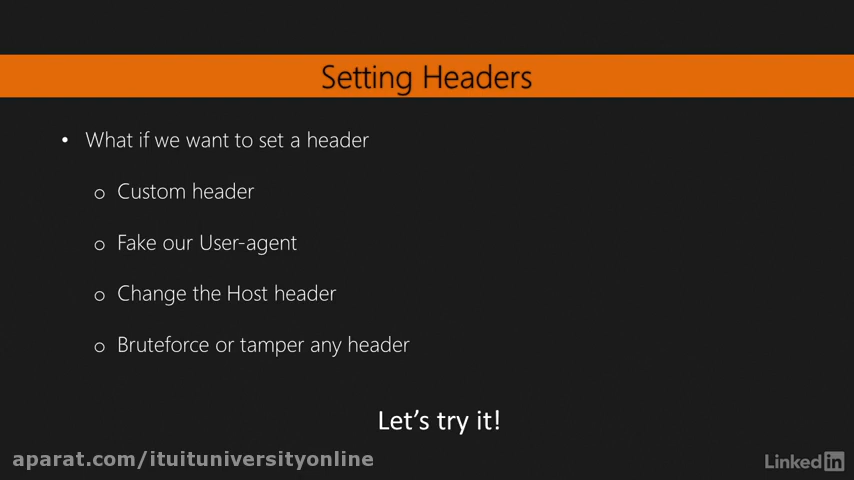 Setting Headers
• What if we want to set a header
o Custom header
o Fake our User-agent
o Change the Host header
o Bruteforce or tamper any header
Let's try it!
aparat.com/ituituniversityonline
Linked in